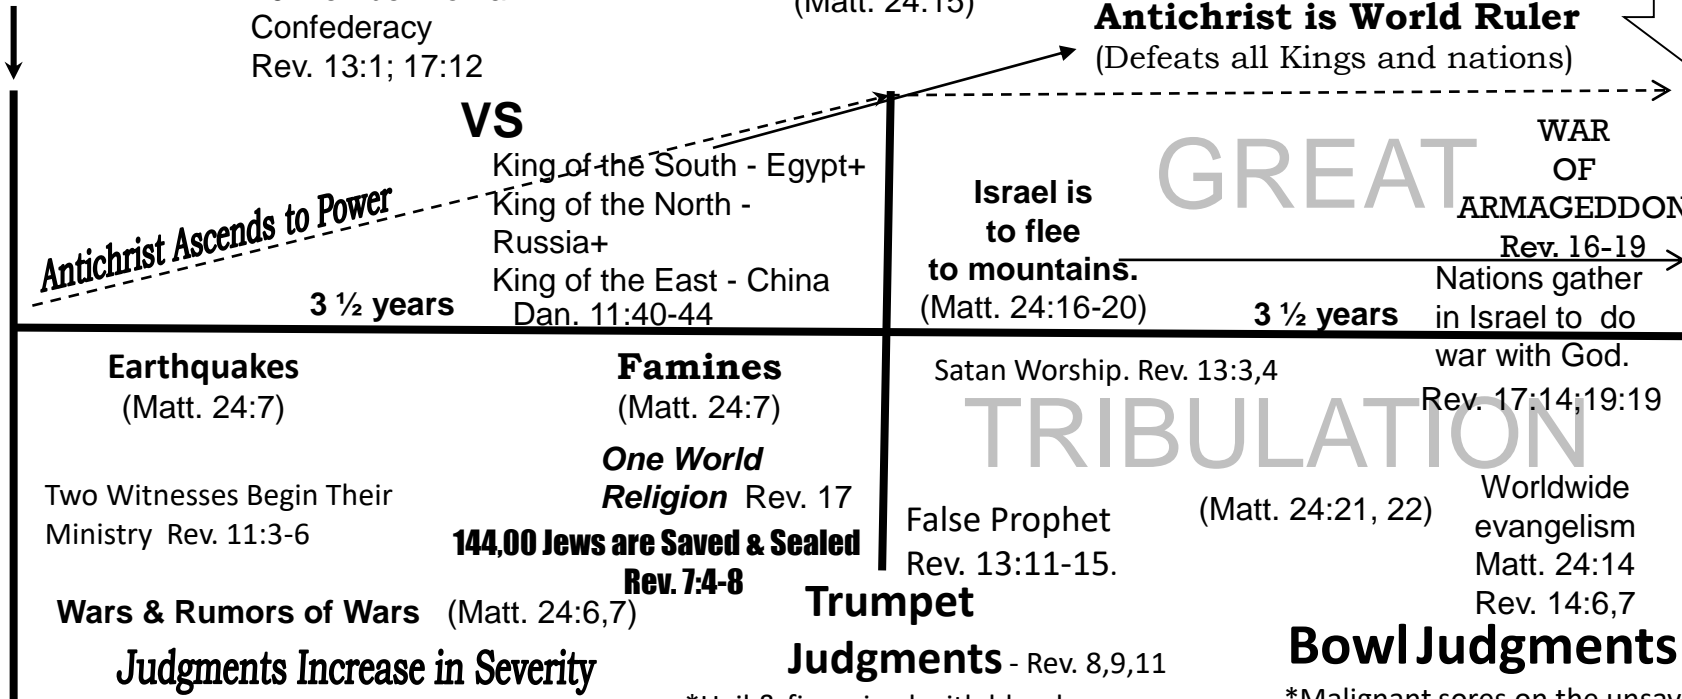 Confederacy
Rev. 13:1; 17:12
(Matt. 24:15)
Antichrist is World Ruler
(Defeats all Kings and nations)
VS
King of the South - Egypt+
King of the North -
Russia+
King of the East - China
Dan. 11:40-44
Antichrist Ascends to Power
3 ½ years
Israel is
to flee
to mountains.
(Matt. 24:16-20)
GREAT
WAR
OF
ARMAGEDDON
Rev. 16-19
Nations gather
in Israel to do
war with God.
Rev. 17:14;19:19
3 ½ years
Earthquakes
(Matt. 24:7)
Famines
(Matt. 24:7)
One World
Religion Rev. 17
Two Witnesses Begin Their
Ministry Rev. 11:3-6
144,00 Jews are Saved & Sealed
Rev. 7:4-8
Wars & Rumors of Wars (Matt. 24:6,7)
Judgments Increase in Severity
Satan Worship. Rev. 13:3,4
TRIBULATION
(Matt. 24:21, 22)
False Prophet
Rev. 13:11-15.
Worldwide
evangelism
Matt. 24:14
Rev. 14:6,7
Trumpet
Judgments - Rev. 8,9,11
Bowl Judgments
*Malignant sores on the